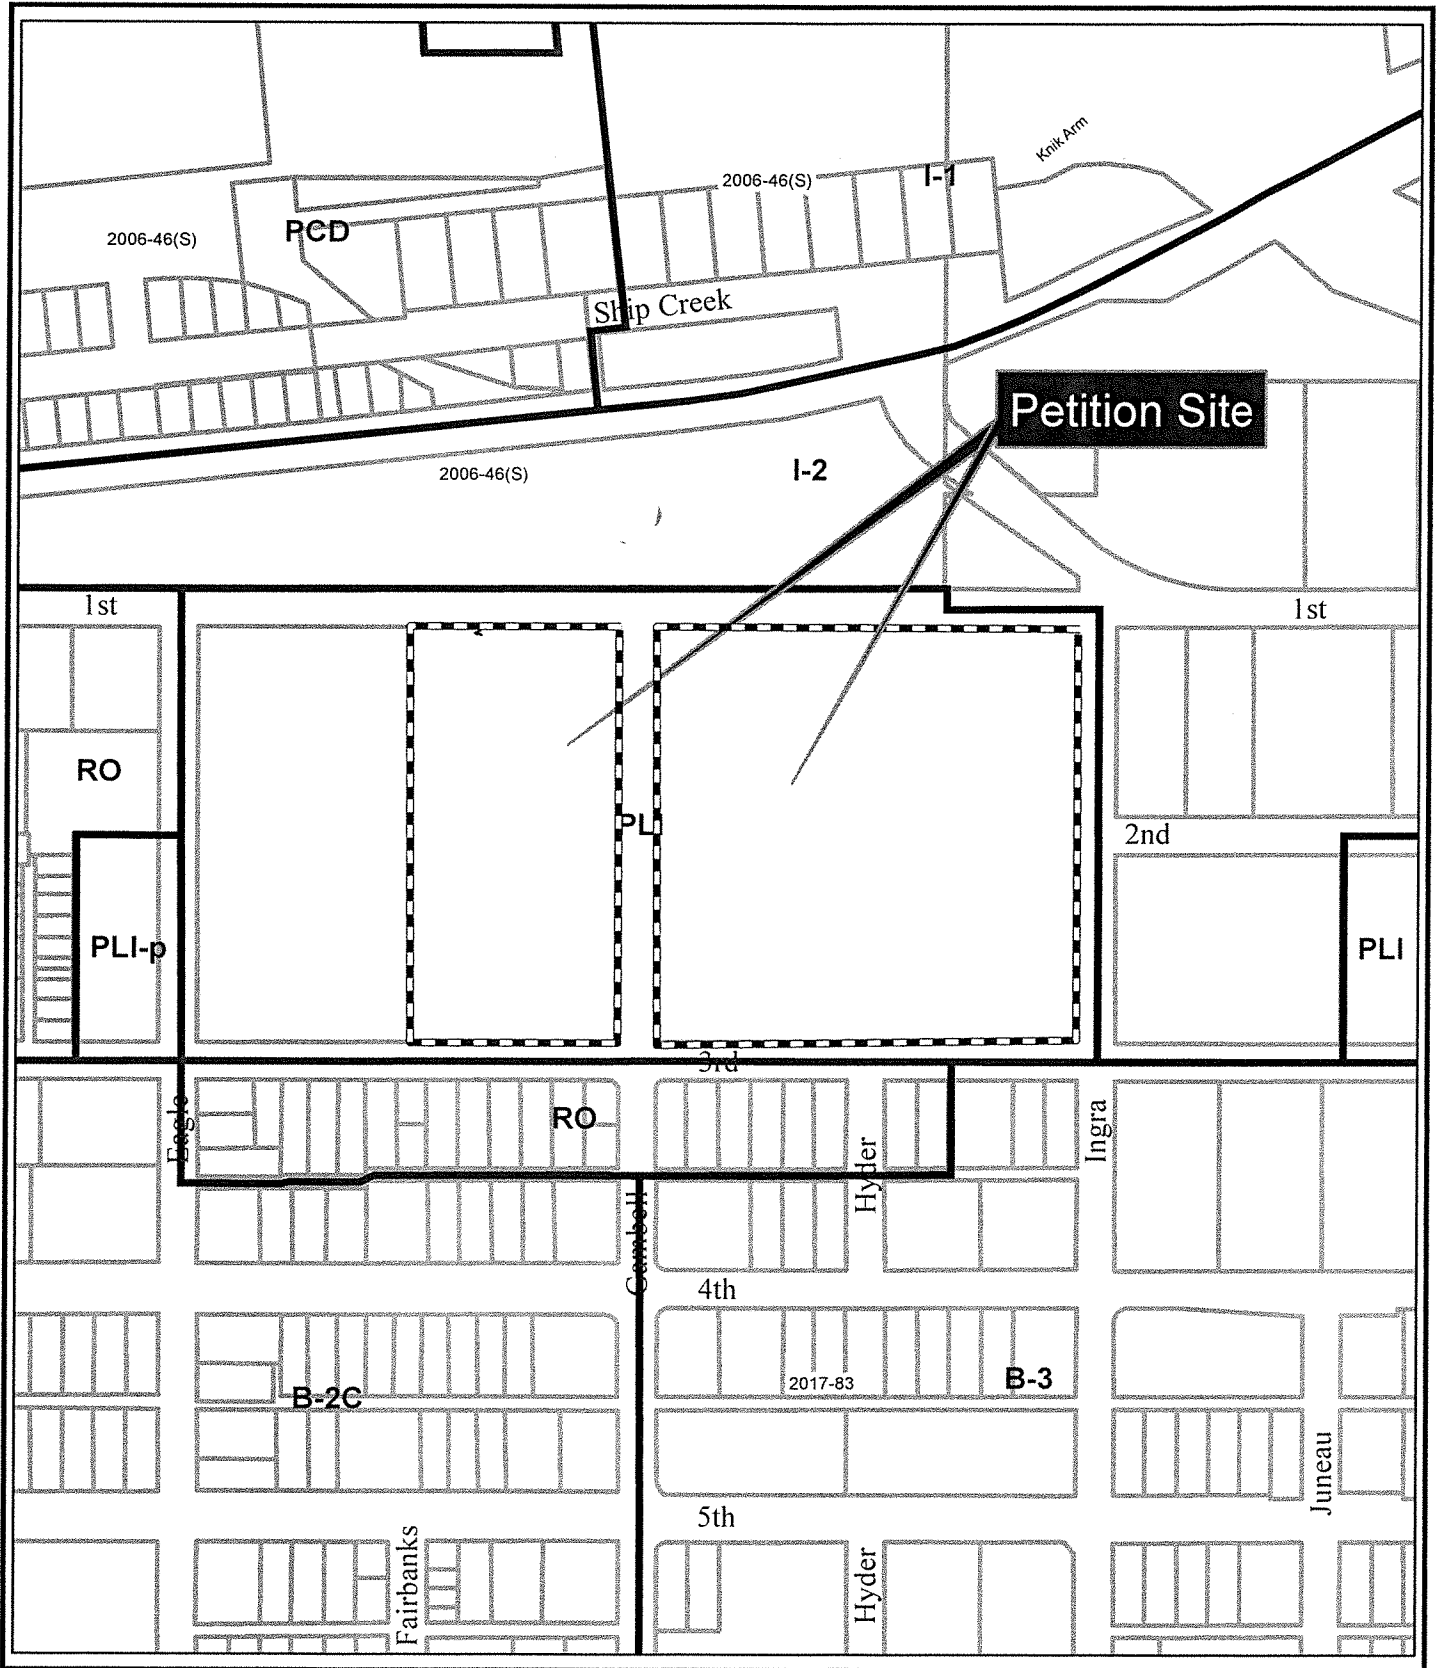 Knik Arm
I-1
2006-46(S)
PCD
2006-46(S)
Ship Creek
Petition Site
I-2
2006-46(S)
1st
1st
RO
PLI
2nd
PLI-p
PLI
3rd
Eagle
RO
Ingra
Hyder
Gambell
4th
B-3
2017-83
B-2C
Juneau
5th
Fairbanks
Hyder